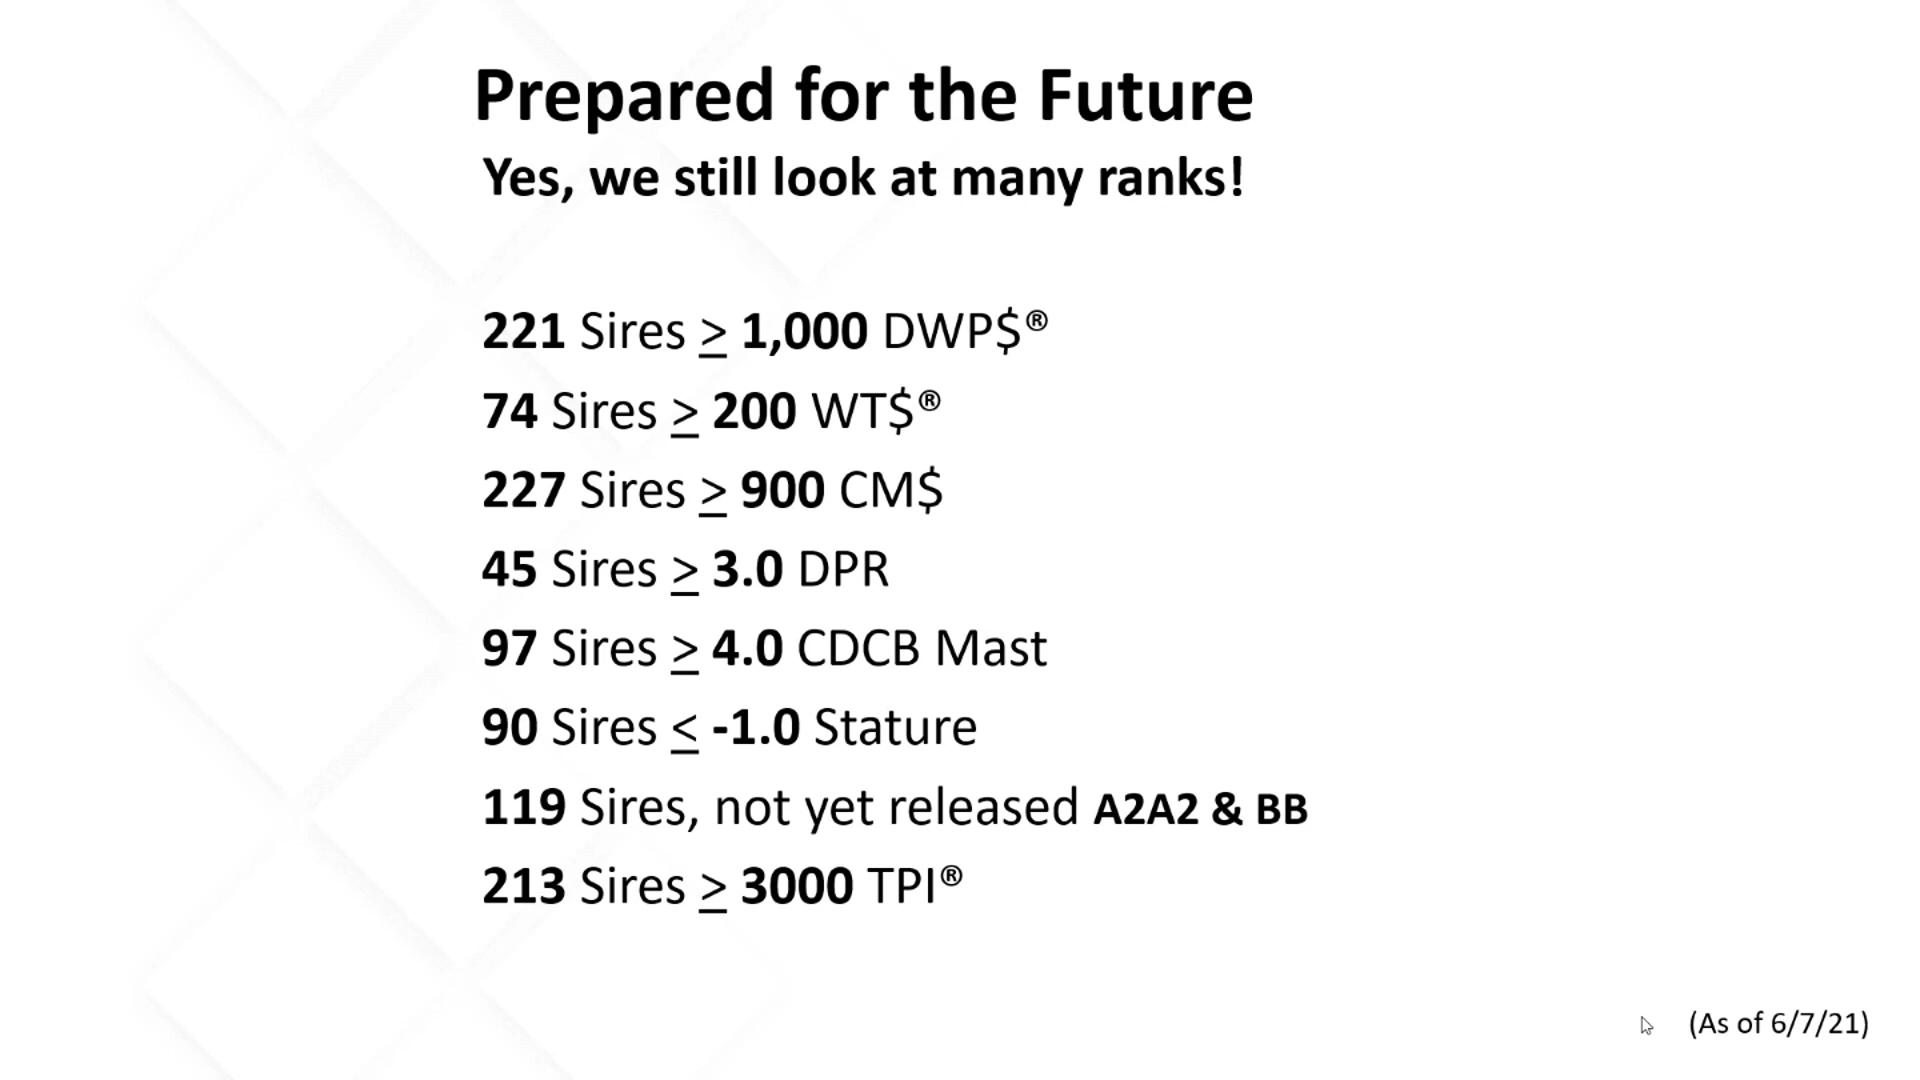 Prepared for the Future
Yes, we still look at many ranks!
221 Sires ≥ 1,000 DWP$®
74 Sires ≥ 200 WT$®
227 Sires ≥ 900 CM$
45 Sires ≥ 3.0 DPR
97 Sires ≥ 4.0 CDCB Mast
90 Sires ≤ -1.0 Stature
119 Sires, not yet released A2A2 & BB
213 Sires ≥ 3000 TPI®
(As of 6/7/21)